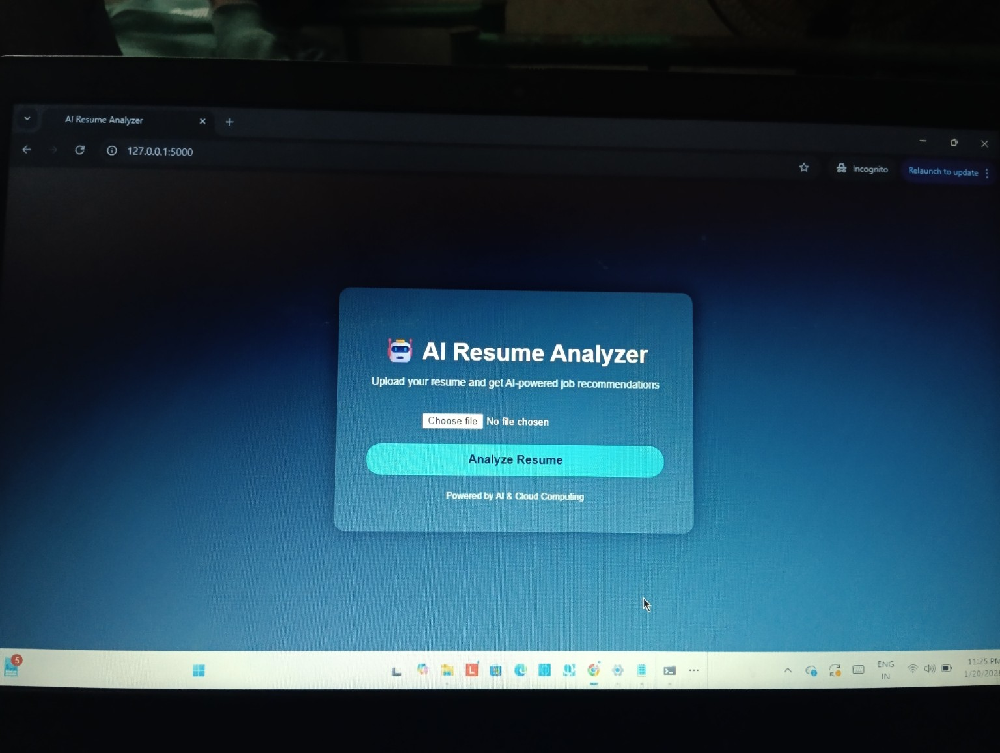 AI Resume Analyzer
127.0.0.1:5000
Incognito
Relaunch to update
AI Resume Analyzer
Upload your resume and get AI-powered job recommendations
Choose file No file chosen
Analyze Resume
Powered by AI & Cloud Computing
5
L
ENG
IN
11:25 PM
1/20/202